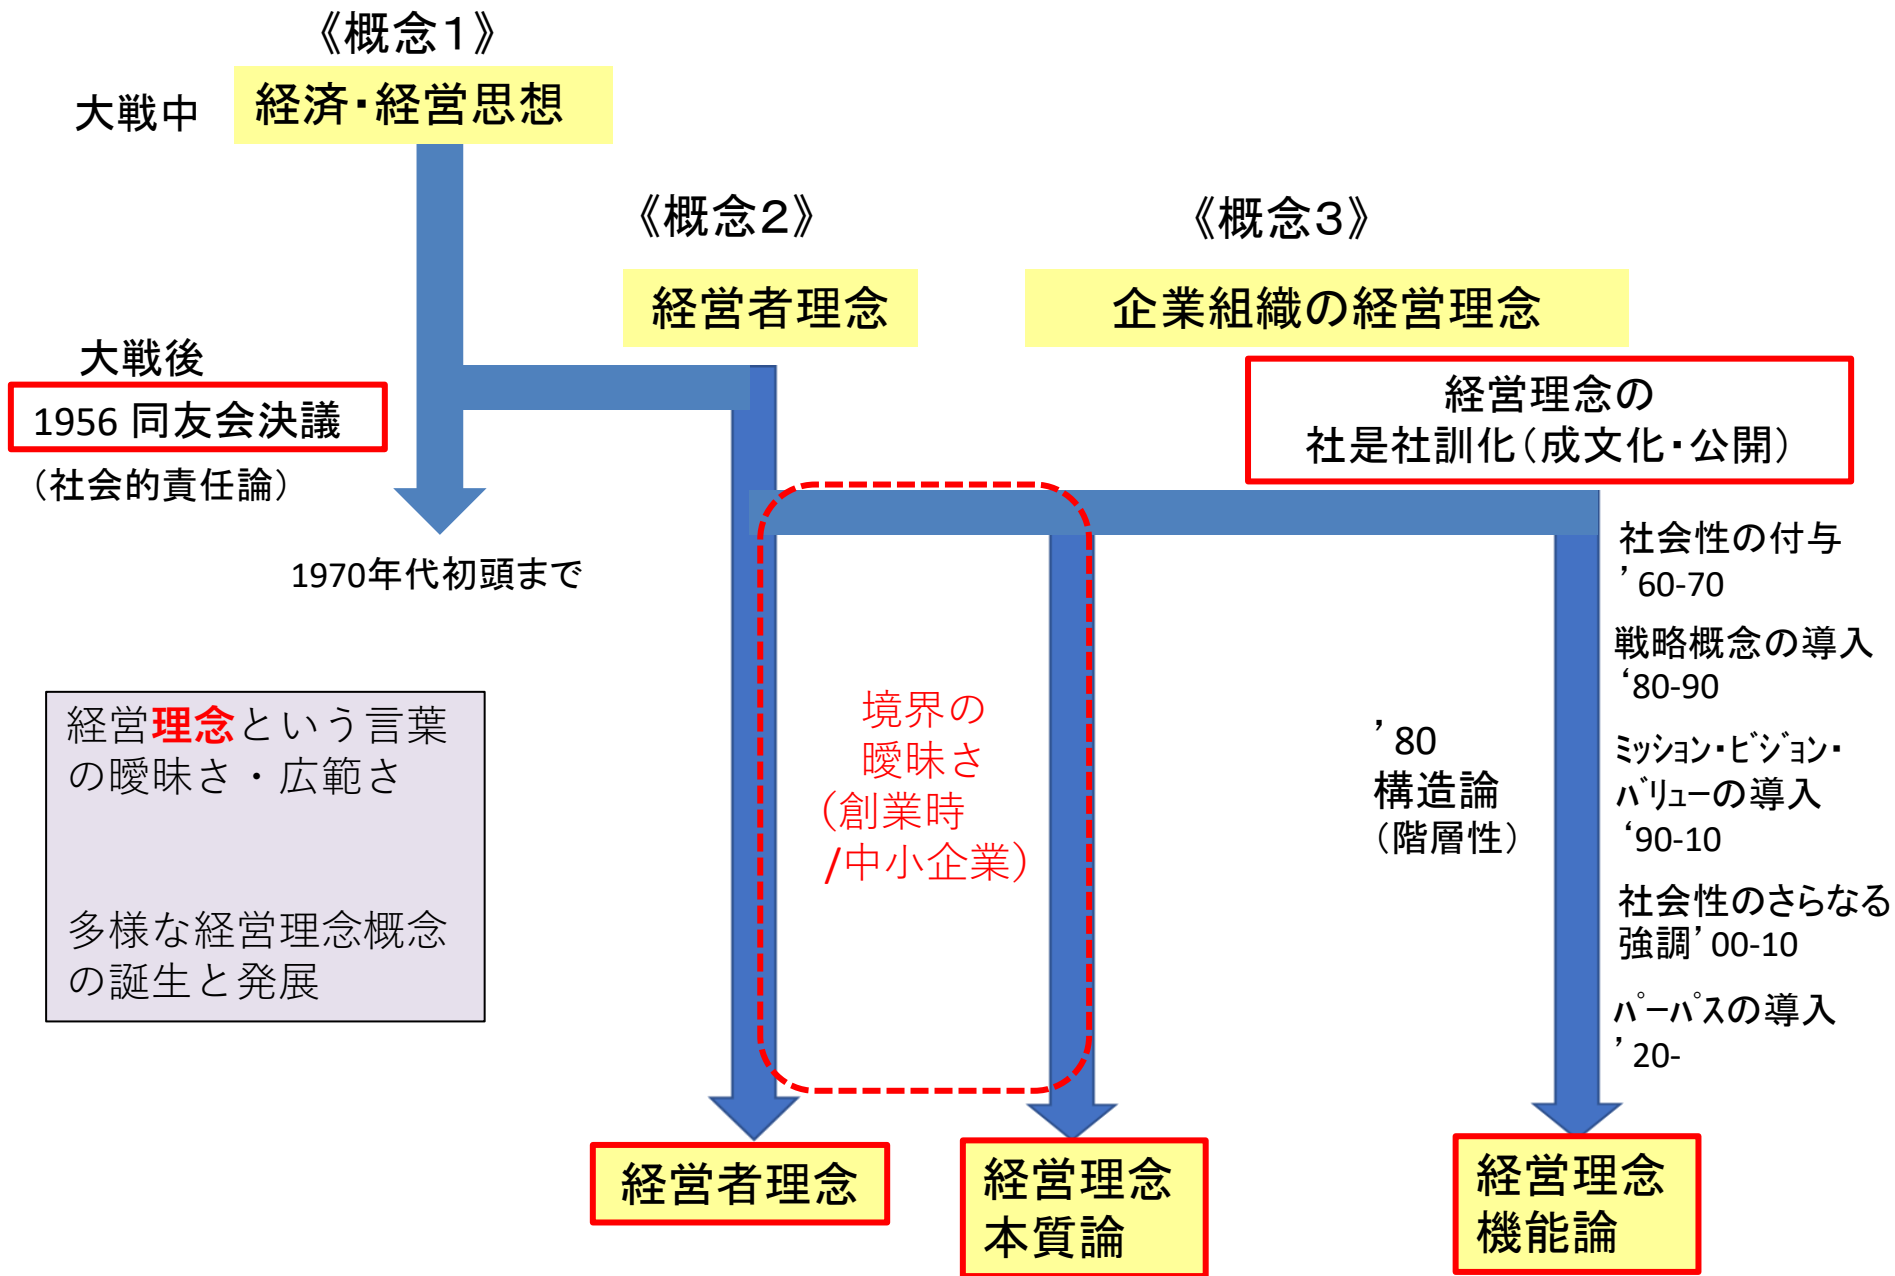 《概念１》
大戦中
経済・経営思想
《概念２》
《概念３》
経営者理念
企業組織の経営理念
大戦後
1956 同友会決議
（社会的責任論）
経営理念の
社是社訓化（成文化・公開）
1970年代初頭まで
社会性の付与
’60-70
戦略概念の導入
‘80-90
ﾐｯｼｮﾝ・ﾋﾞｼﾞｮﾝ・
ﾊﾞﾘｭｰの導入
‘90-10
社会性のさらなる
強調’00-10
ﾊﾟｰﾊﾟｽの導入
’20-
経営理念という言葉
の曖昧さ・広範さ
多様な経営理念概念
の誕生と発展
境界の
曖昧さ
（創業時
/中小企業）
’80
構造論
（階層性）
経営者理念
経営理念
本質論
経営理念
機能論